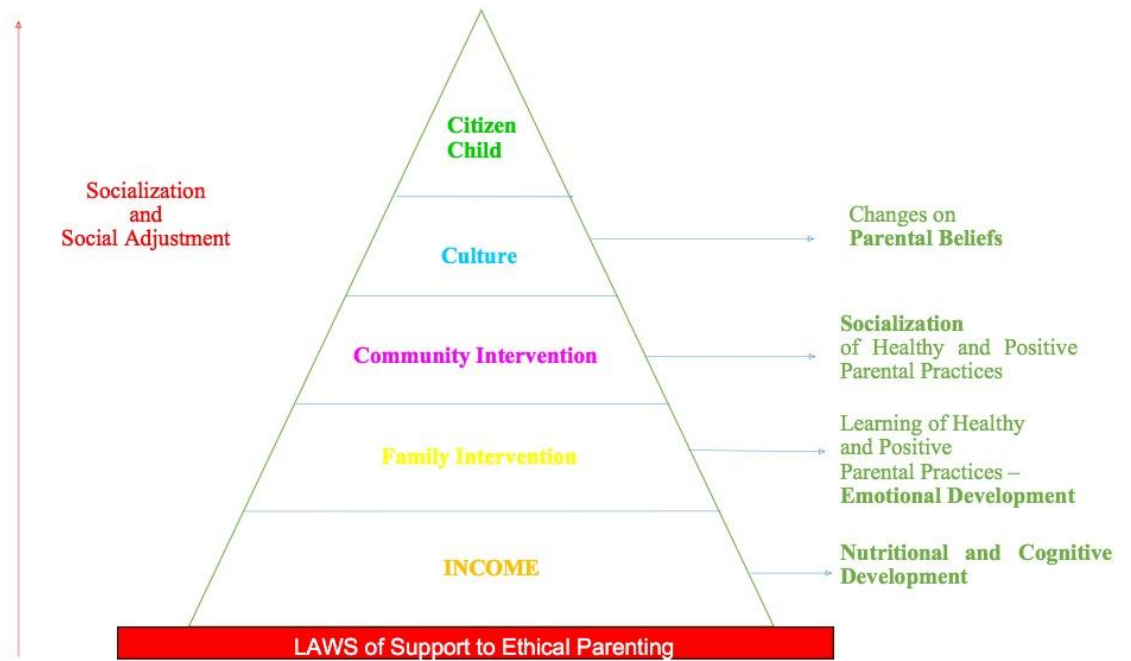 Citizen
Child
Socialization
and
Social Adjustment
Changes on
Parental Beliefs
Culture
Socialization
of Healthy and Positive
Parental Practices
Community Intervention
Learning of Healthy
and Positive
Parental Practices –
Emotional Development
Family Intervention
Nutritional and Cognitive
Development
INCOME
LAWS of Support to Ethical Parenting